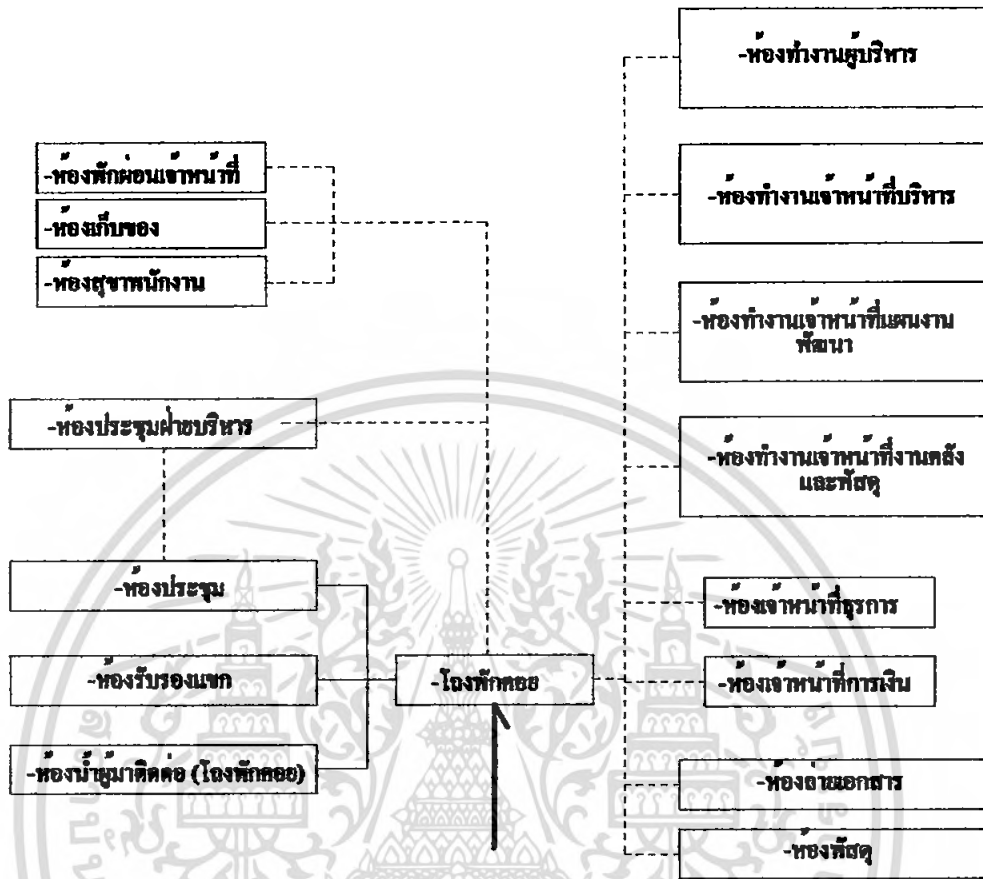 -ห้องทำงานผู้บริหาร
-ห้องพักผ่อนเจ้าหน้าที่
-ห้องเก็บของ
-ห้องสุขาพนักงาน
-ห้องทำงานเจ้าหน้าที่บริหาร
-ห้องทำงานเจ้าหน้าที่แผนงาน
พัฒนา
-ห้องประชุมฝ่ายบริหาร
-ห้องทำงานเจ้าหน้าที่งานคลัง
และพัสดุ
-ห้องประชุม
-ห้องเจ้าหน้าที่ธุรการ
-ห้องรับรองแขก
-โถงพักคอย
-ห้องเจ้าหน้าที่การเงิน
-ห้องน้ำผู้มาติดต่อ (โถงพักคอย)
-ห้องถ่ายเอกสาร
-ห้องพัสดุ